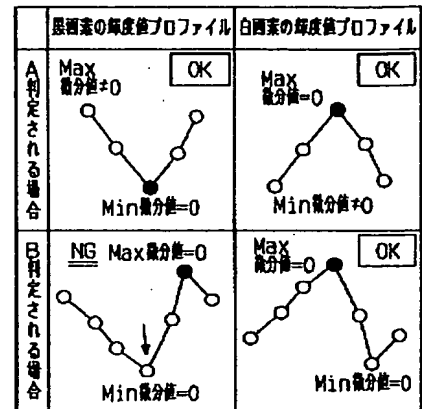 黒画素の輝度値プロファイル
白画素の輝度値プロファイル
A判定される場合
Max
微分値≠0
OK
Min微分値=0
Max
微分値=0
OK
Min微分値≠0
B判定される場合
NG Max微分値=0
Min微分値=0
Max
微分値=0
OK
Min微分値=0